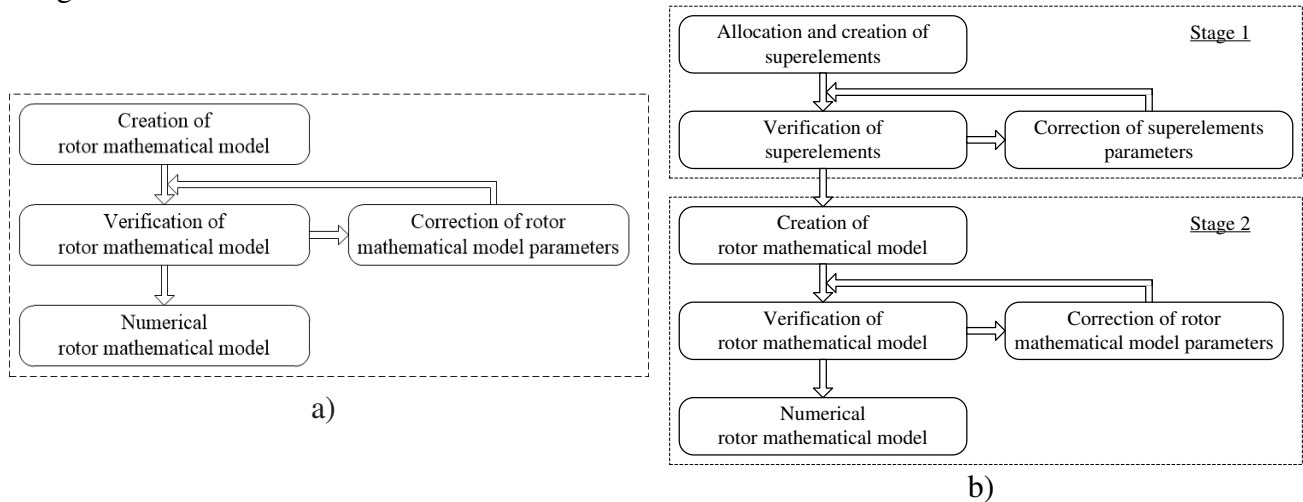 Creation of
rotor mathematical model
Verification of
rotor mathematical model
Correction of rotor
mathematical model parameters
Numerical
rotor mathematical model
a)
Allocation and creation of
superelements
Stage 1
Verification of
superelements
Correction of superelements
parameters
Creation of
rotor mathematical model
Stage 2
Verification of
rotor mathematical model
Correction of rotor
mathematical model parameters
Numerical
rotor mathematical model
b)